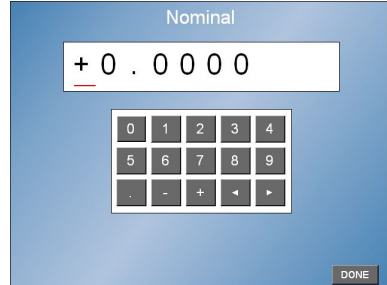 Nominal
+0.0000
0 1 2 3 4
5 6 7 8 9
. - + ◄ ►
DONE